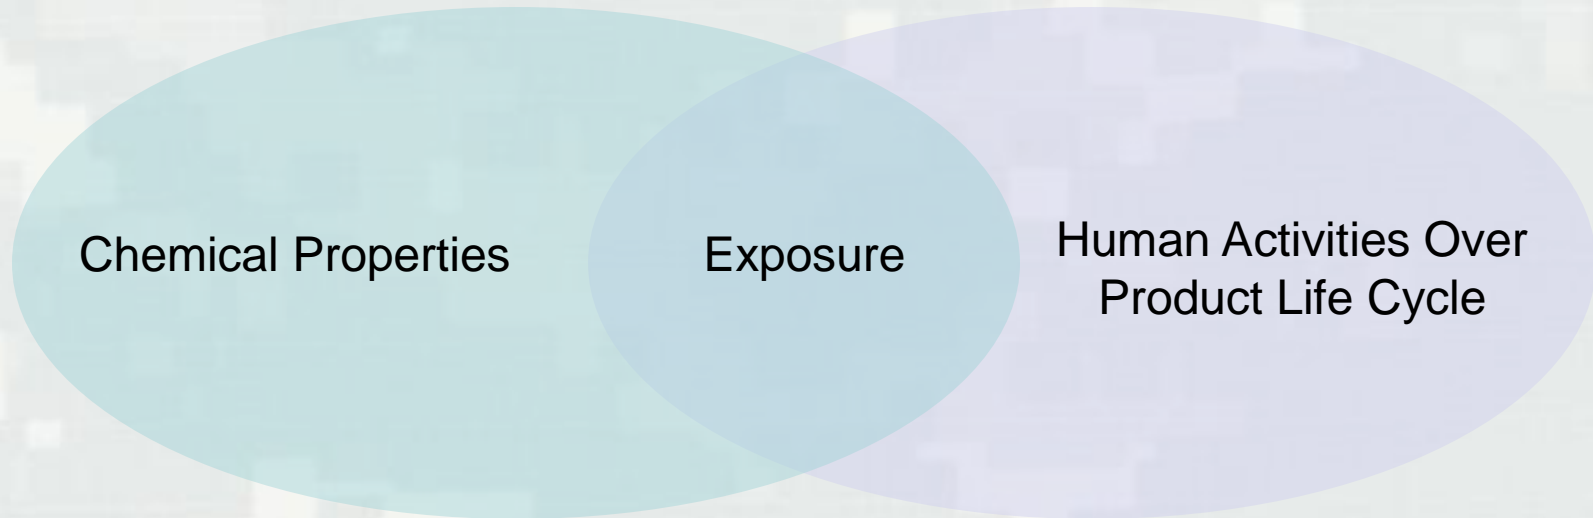 Chemical Properties
Exposure
Human Activities Over
Product Life Cycle